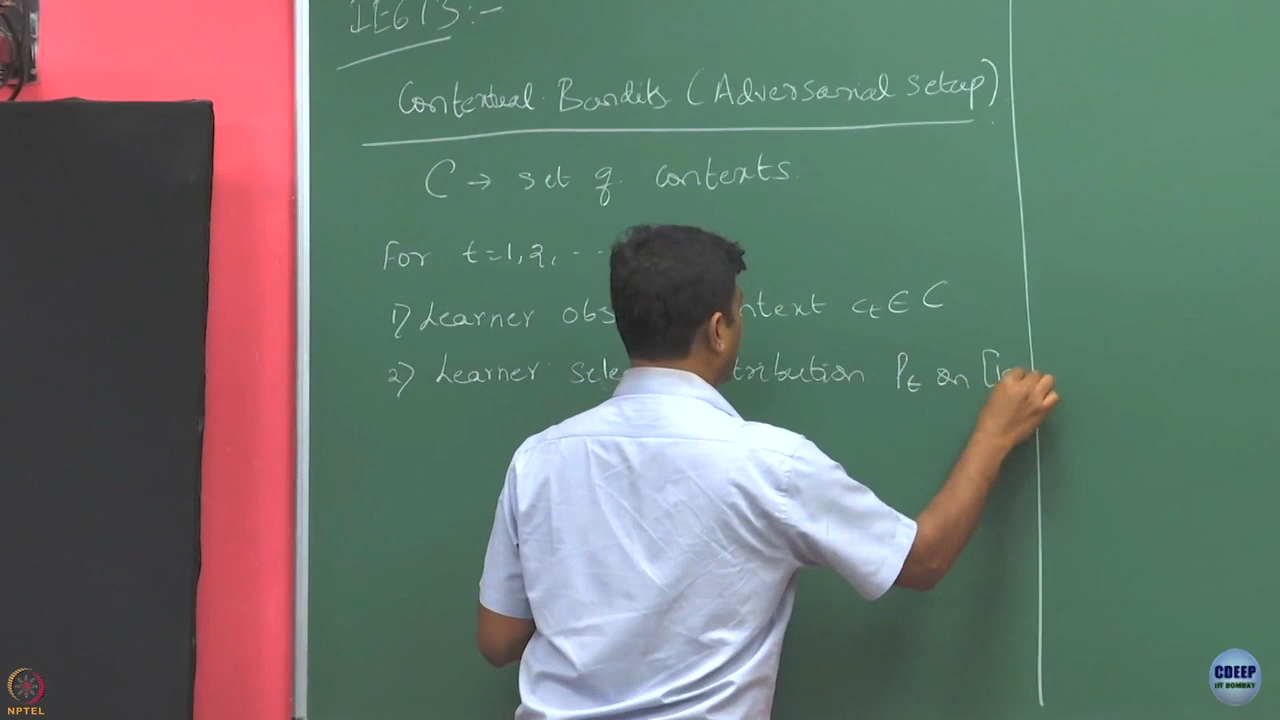 IE613:-
Contextual Bandits (Adversarial setup)
C → set of contexts.
For t=1,2, --
1) Learner obs ntext c_t ∈ C
2) Learner sele tribution P_t on [
NPTEL
CDEEP
IIT BOMBAY